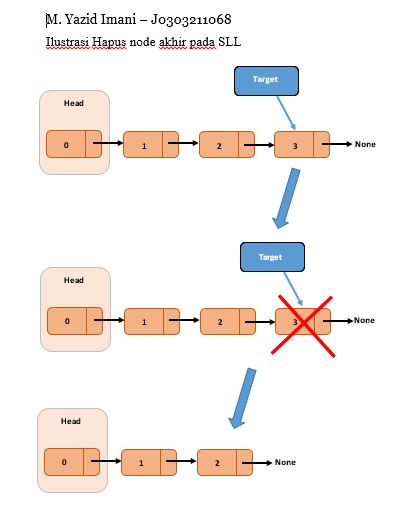 M. Yazid Imani – J0303211068
Ilustrasi Hapus node akhir pada SLL
Target
Head
0
1
2
3
None
Target
Head
0
1
2
3
None
Head
0
1
2
None